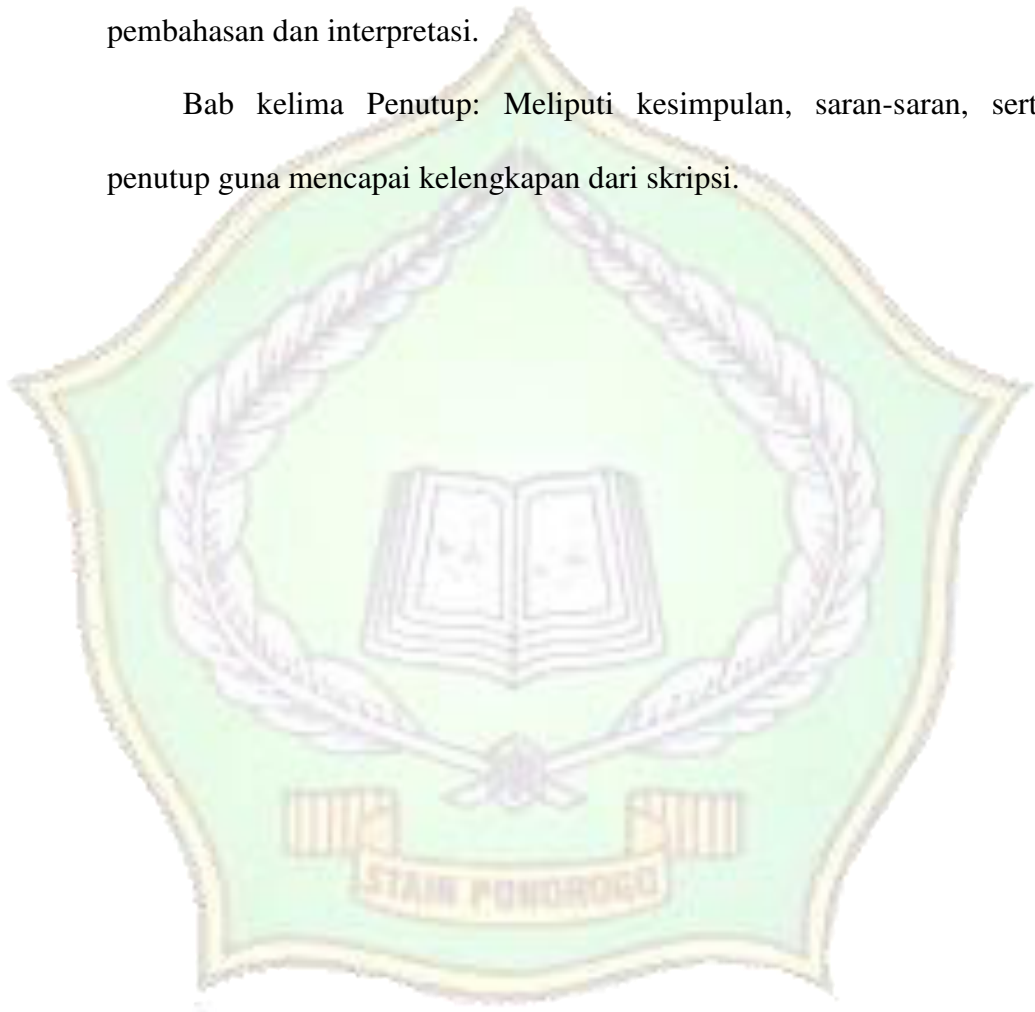 pembahasan dan interpretasi.
Bab kelima Penutup: Meliputi kesimpulan, saran-saran, sert
penutup guna mencapai kelengkapan dari skripsi.
STAIN PONOROGO